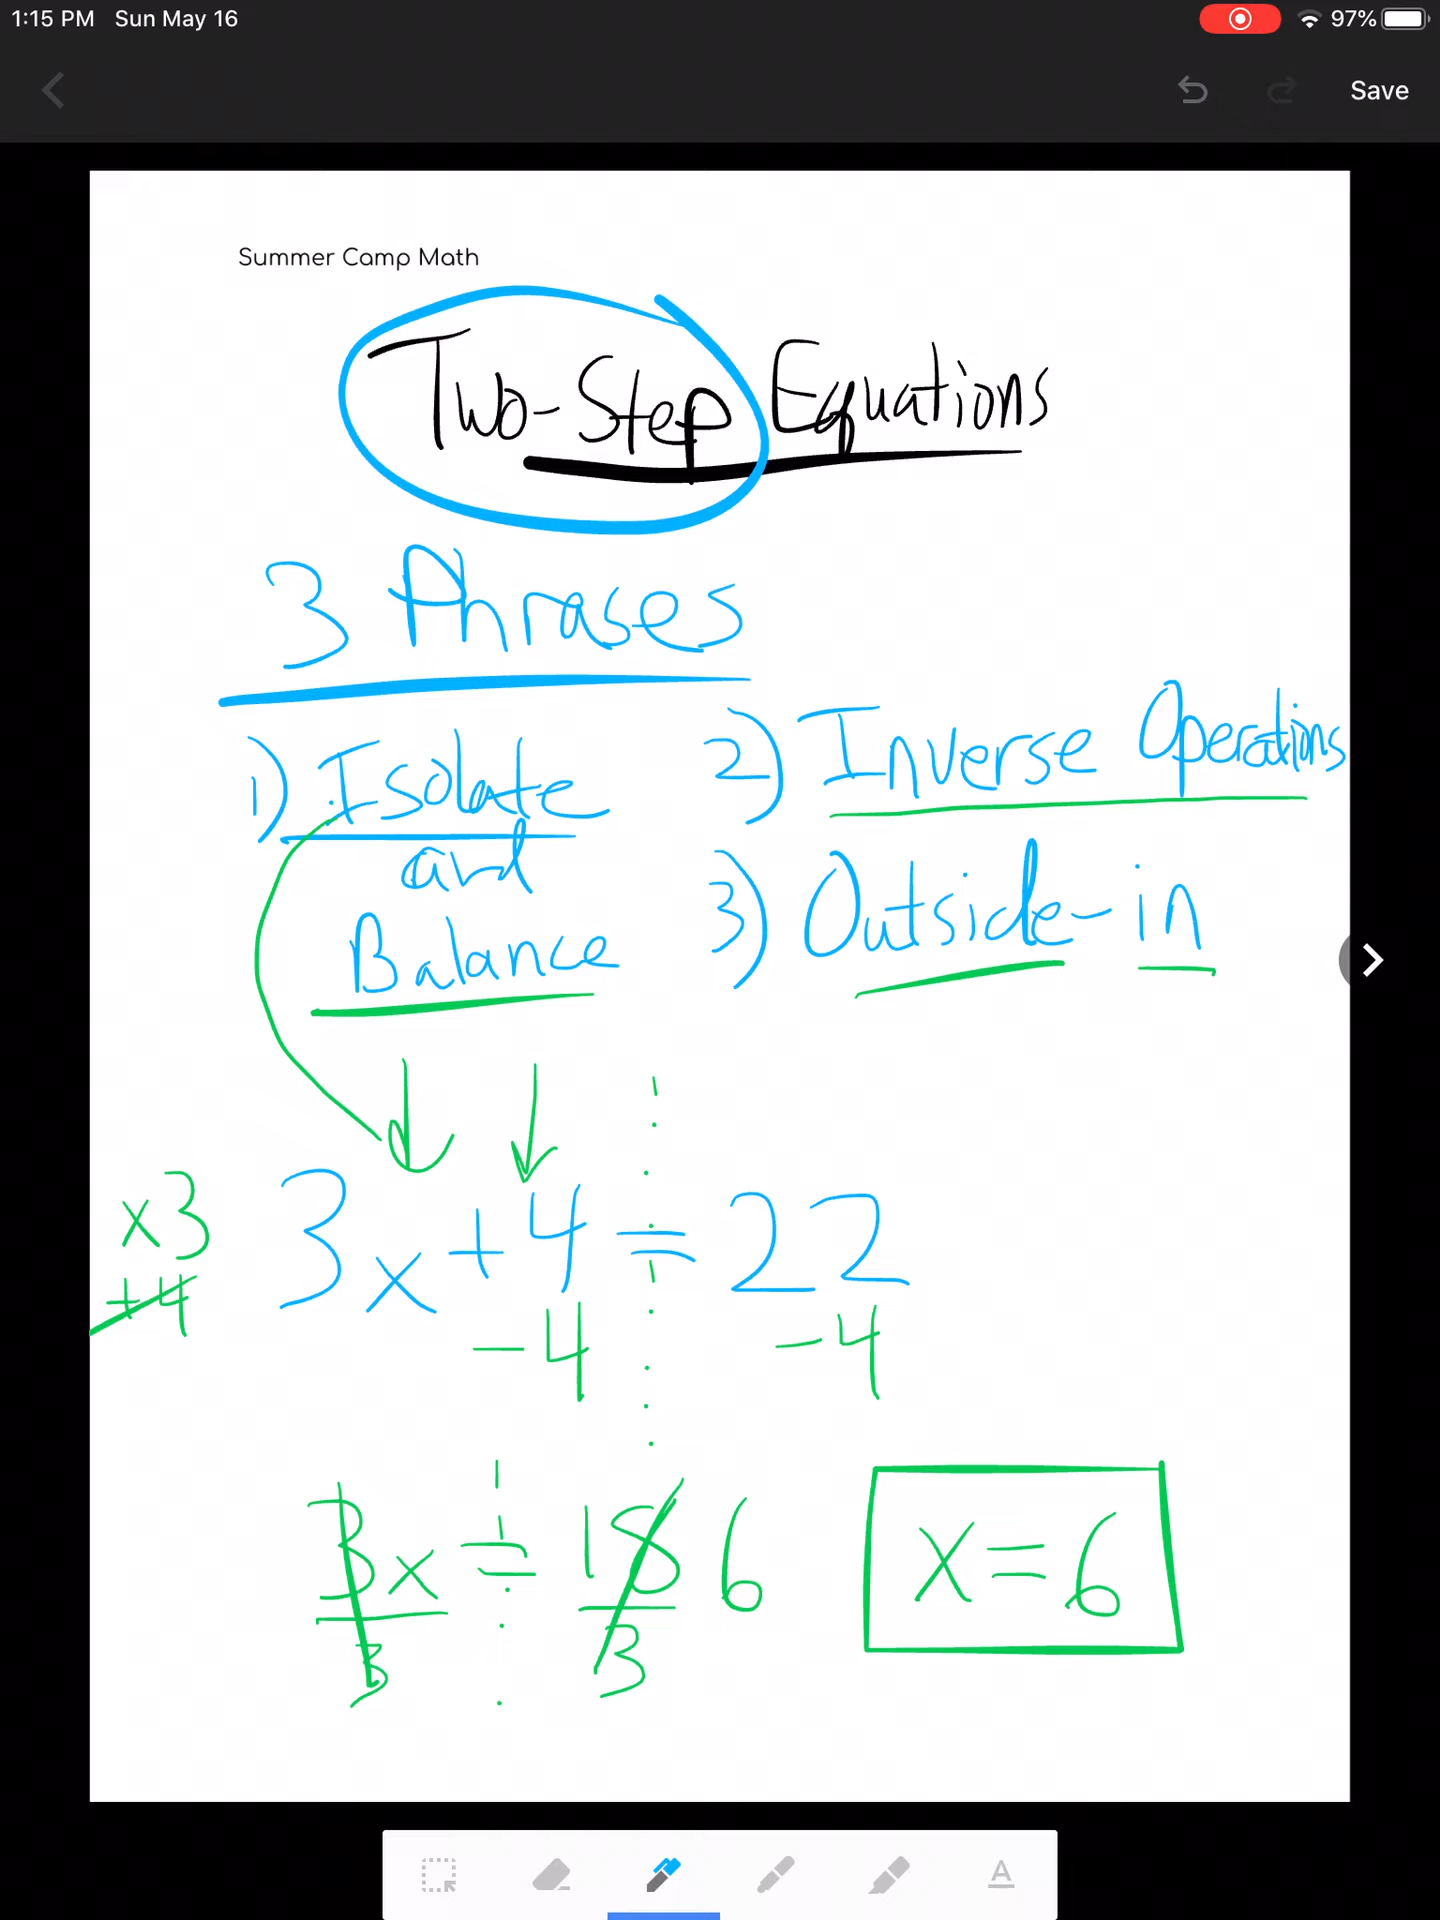 1:15 PM Sun May 16 97%
Save
Summer Camp Math
Two-Step Equations
3 Phrases
1) Isolate and Balance
2) Inverse Operations
3) Outside-in
x3
+4
3x+4=22
-4 -4
3x = 18 6
3 3
x=6
A